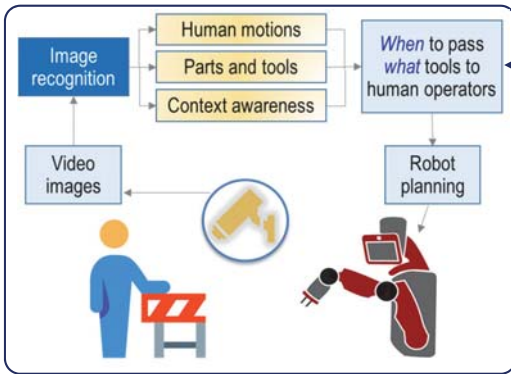 Image
recognition
Human motions
Parts and tools
Context awareness
When to pass
what tools to
human operators
Video
images
Robot
planning